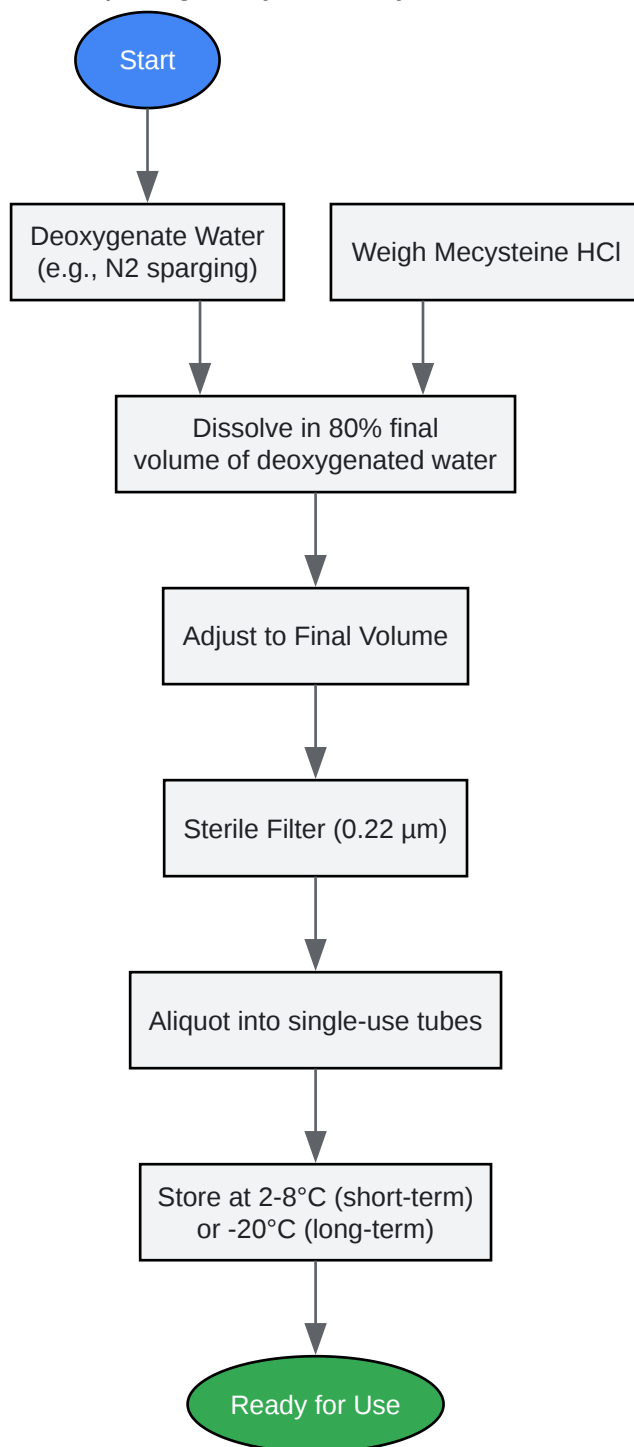 Start
Deoxygenate Water
(e.g., N2 sparging)
Weigh Mecysteine HCl
Dissolve in 80% final
volume of deoxygenated water
Adjust to Final Volume
Sterile Filter (0.22 µm)
Aliquot into single-use tubes
Store at 2-8°C (short-term)
or -20°C (long-term)
Ready for Use